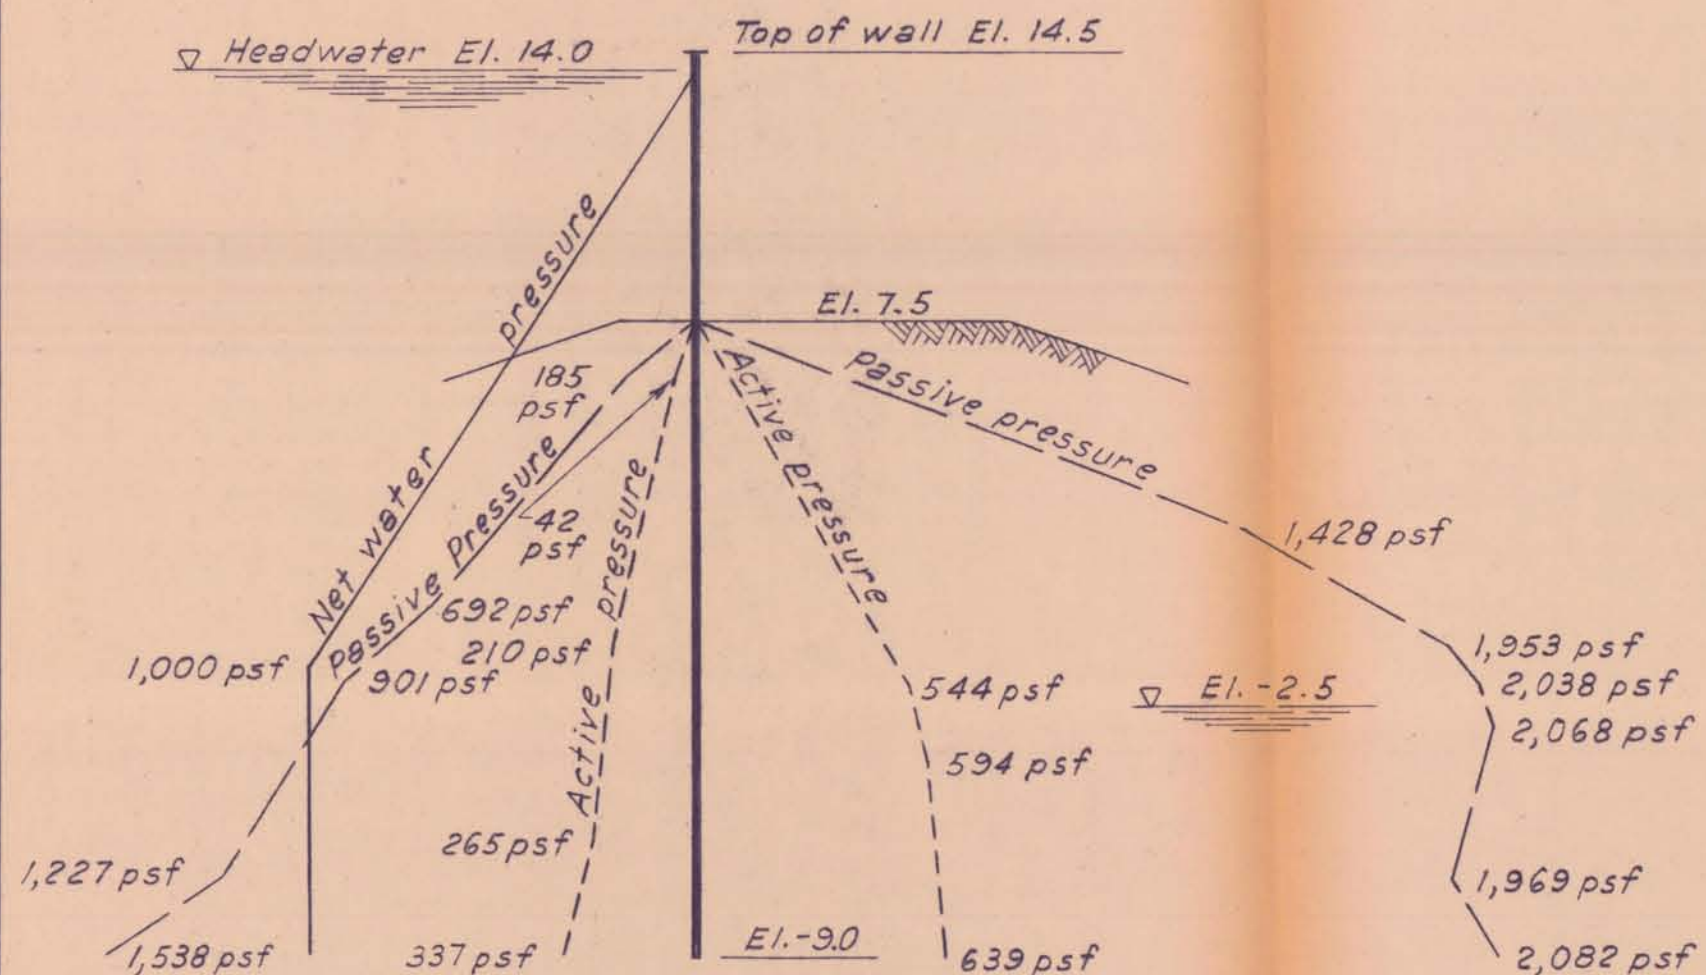 Top of wall El. 14.5
Headwater El. 14.0
Net water pressure
El. 7.5
185
psf
Passive Pressure
Active pressure
Active pressure
Passive pressure
42
psf
1,428 psf
692 psf
210 psf
1,000 psf
901 psf
1,953 psf
544 psf
El. -2.5
2,038 psf
2,068 psf
594 psf
265 psf
1,227 psf
1,969 psf
El. -9.0
1,538 psf
337 psf
639 psf
2,082 psf